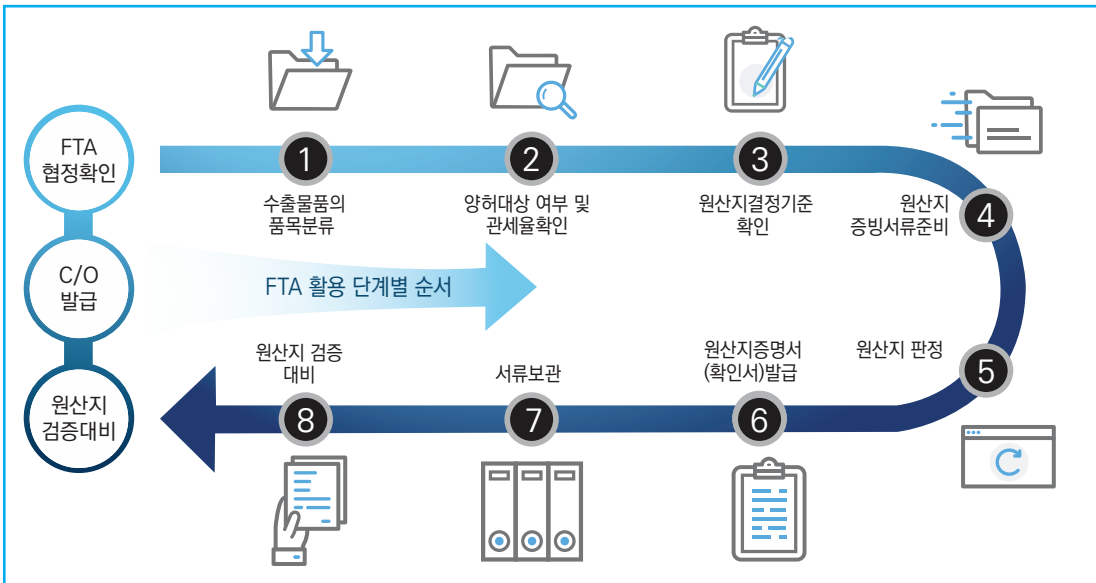 FTA
협정확인
C/O
발급
원산지
검증대비
1
수출물품의
품목분류
2
양허대상 여부 및
관세율확인
3
원산지결정기준
확인
4
원산지
증빙서류준비
FTA 활용 단계별 순서
5
원산지 판정
6
원산지증명서
(확인서)발급
7
서류보관
8
원산지 검증
대비